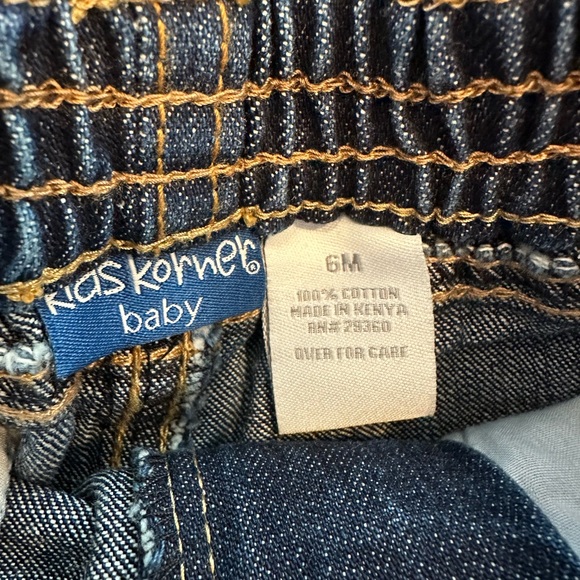 kids korner®
baby
6M
100% COTTON
MADE IN KENYA
RN# 29360
OVER FOR CARE